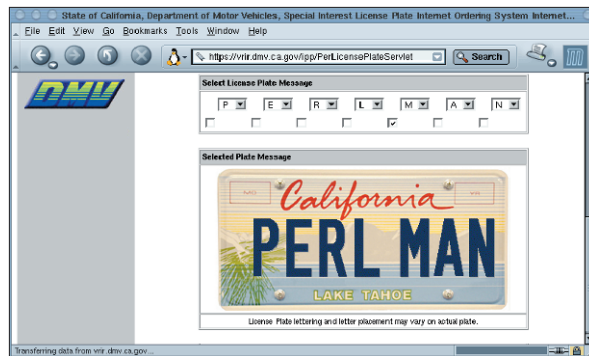 State of California, Department of Motor Vehicles, Special Interest License Plate Internet Ordering System Internet...
File Edit View Go Bookmarks Tools Window Help
https://vrir.dmv.ca.gov/ipp/PerLicensePlateServlet Search
DMV
Select License Plate Message
P E R L M A N
Selected Plate Message
California
PERL MAN
LAKE TAHOE
License Plate lettering and letter placement may vary on actual plate.
Transferring data from vrir.dmv.ca.gov...